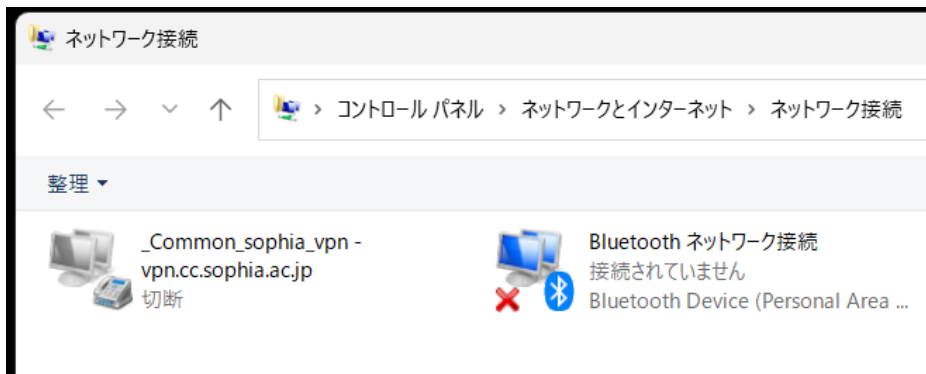 ネットワーク接続
コントロール パネル > ネットワークとインターネット > ネットワーク接続
整理
_Common_sophia_vpn -
vpn.cc.sophia.ac.jp
切断
Bluetooth ネットワーク接続
接続されていません
Bluetooth Device (Personal Area ...